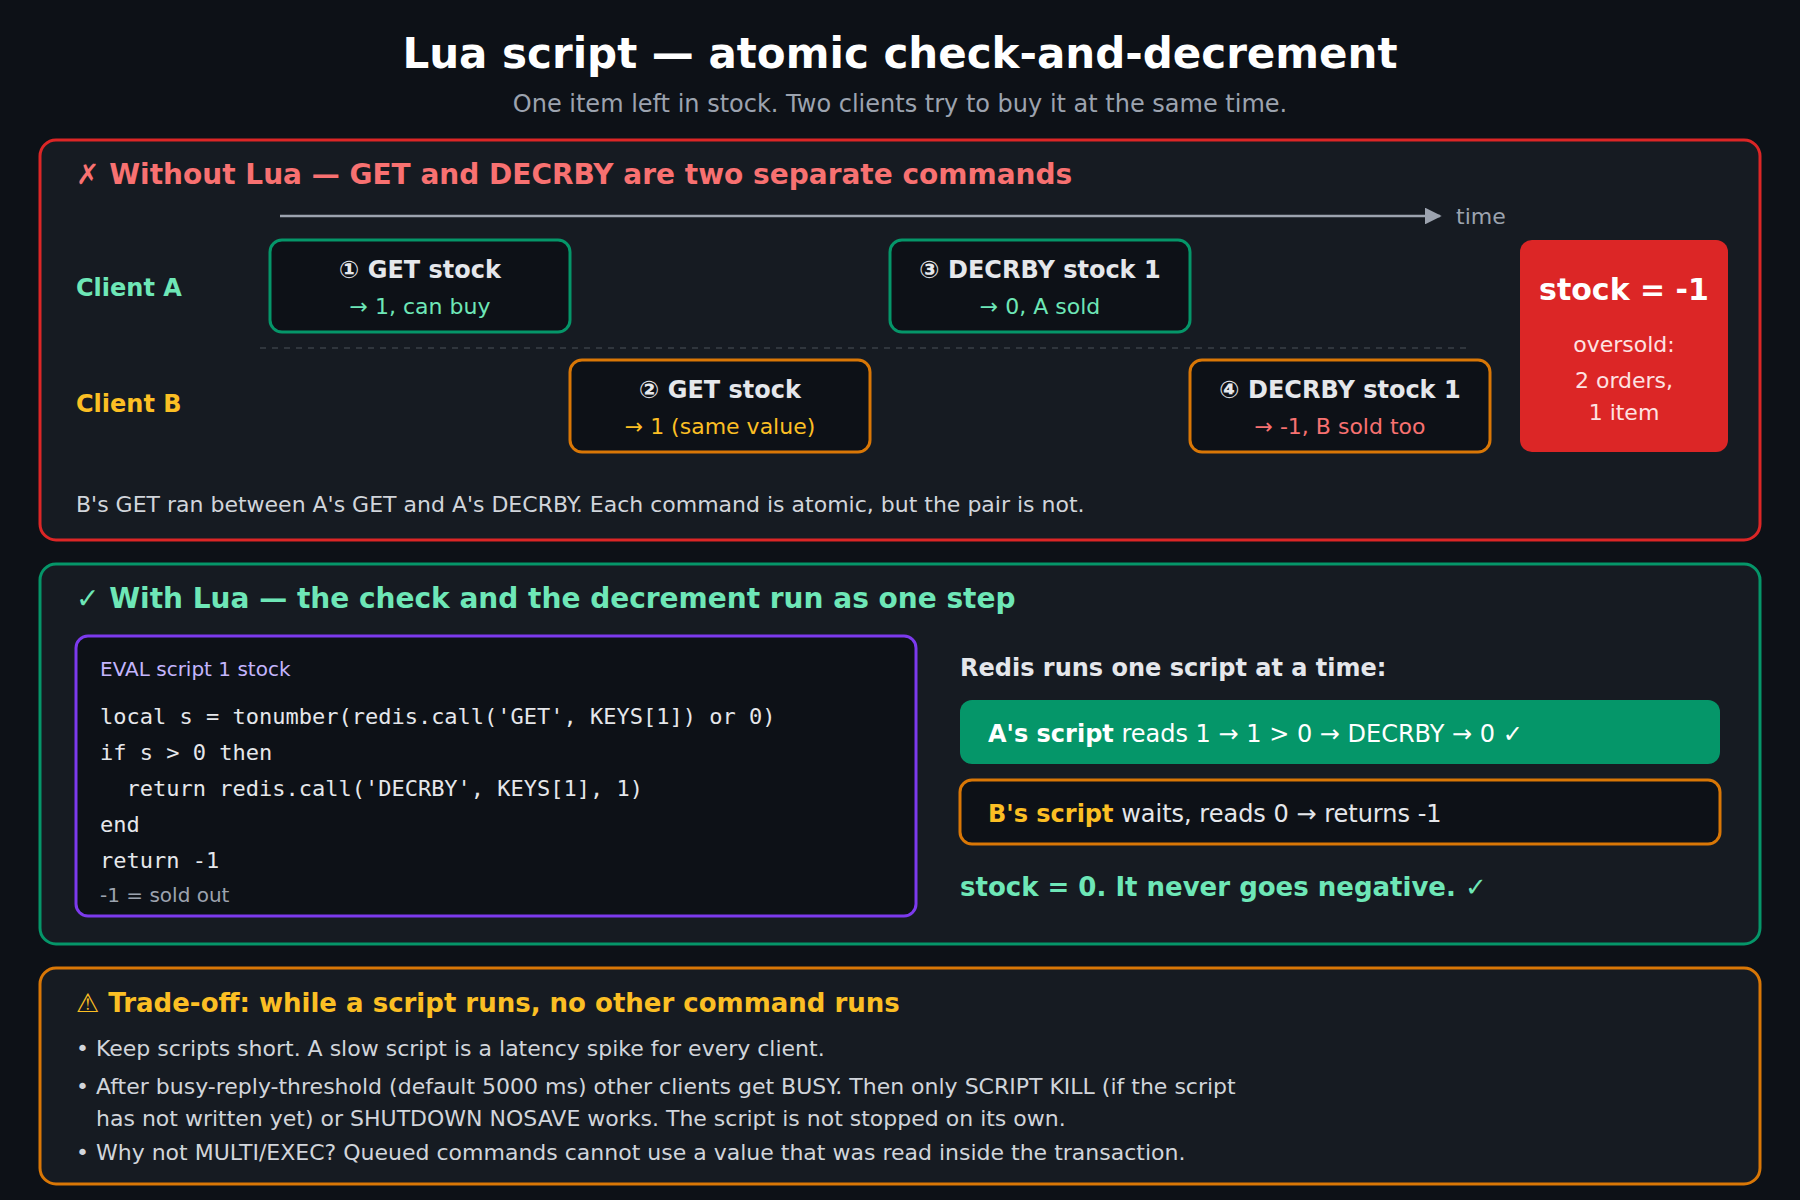 Lua script — atomic check-and-decrement
One item left in stock. Two clients try to buy it at the same time.
✗ Without Lua — GET and DECRBY are two separate commands
time
Client A
① GET stock
→ 1, can buy
③ DECRBY stock 1
→ 0, A sold
Client B
② GET stock
→ 1 (same value)
④ DECRBY stock 1
→ -1, B sold too
stock = -1
oversold:
2 orders,
1 item
B's GET ran between A's GET and A's DECRBY. Each command is atomic, but the pair is not.
✓ With Lua — the check and the decrement run as one step
EVAL script 1 stock
local s = tonumber(redis.call('GET', KEYS[1]) or 0)
if s > 0 then
  return redis.call('DECRBY', KEYS[1], 1)
end
return -1
-1 = sold out
Redis runs one script at a time:
A's script reads 1 → 1 > 0 → DECRBY → 0 ✓
B's script waits, reads 0 → returns -1
stock = 0. It never goes negative. ✓
⚠ Trade-off: while a script runs, no other command runs
• Keep scripts short. A slow script is a latency spike for every client.
• After busy-reply-threshold (default 5000 ms) other clients get BUSY. Then only SCRIPT KILL (if the script
has not written yet) or SHUTDOWN NOSAVE works. The script is not stopped on its own.
• Why not MULTI/EXEC? Queued commands cannot use a value that was read inside the transaction.